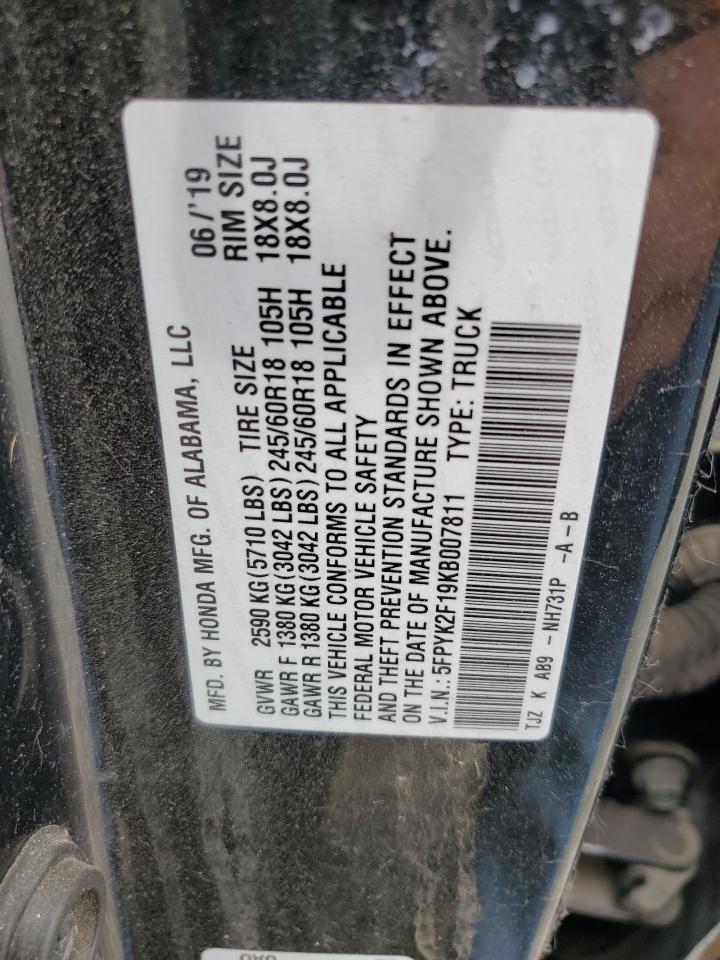 MFD. BY HONDA MFG. OF ALABAMA, LLC 06/'19
GVWR 2590 KG(5710 LBS) TIRE SIZE RIM SIZE
GAWR F 1380 KG(3042 LBS) 245/60R18 105H 18X8.0J
GAWR R 1380 KG(3042 LBS) 245/60R18 105H 18X8.0J
THIS VEHICLE CONFORMS TO ALL APPLICABLE
FEDERAL MOTOR VEHICLE SAFETY
AND THEFT PREVENTION STANDARDS IN EFFECT
ON THE DATE OF MANUFACTURE SHOWN ABOVE.
V.I.N.: 5FPYK2F19KB007811 TYPE: TRUCK
TJZ K A89 - NH731P -A - B